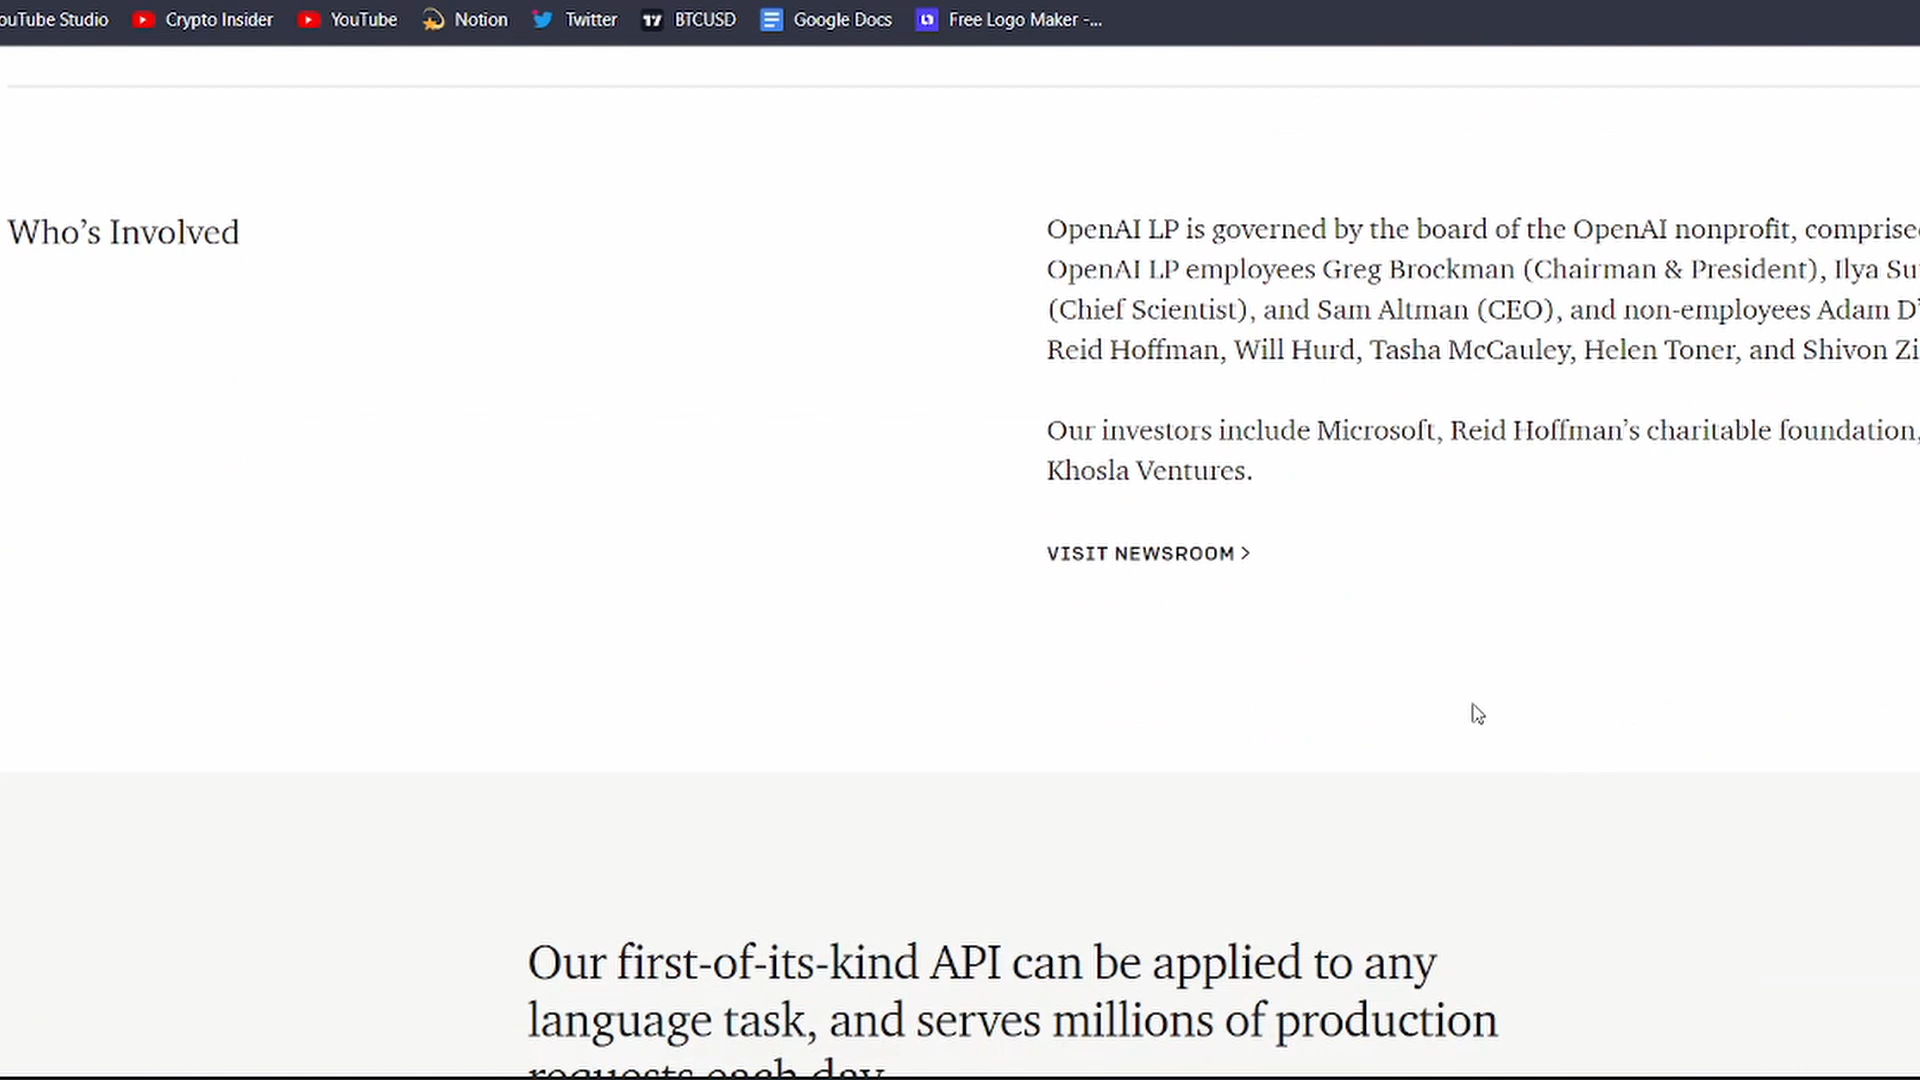 ouTube Studio Crypto Insider YouTube Notion Twitter BTCUSD Google Docs Free Logo Maker -...
Who’s Involved
OpenAI LP is governed by the board of the OpenAI nonprofit, comprised
OpenAI LP employees Greg Brockman (Chairman & President), Ilya Su
(Chief Scientist), and Sam Altman (CEO), and non-employees Adam D’
Reid Hoffman, Will Hurd, Tasha McCauley, Helen Toner, and Shivon Zi
Our investors include Microsoft, Reid Hoffman’s charitable foundation,
Khosla Ventures.
VISIT NEWSROOM >
Our first-of-its-kind API can be applied to any
language task, and serves millions of production
requests each day